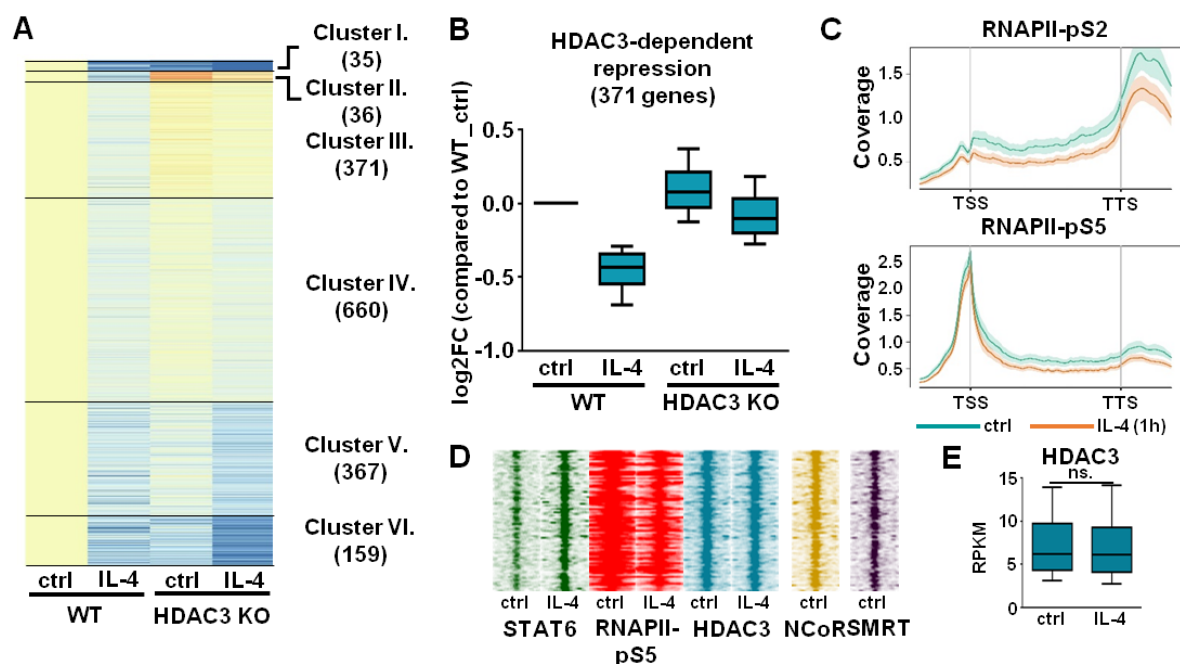 A
Cluster I.
(35)
Cluster II.
(36)
Cluster III.
(371)
Cluster IV.
(660)
Cluster V.
(367)
Cluster VI.
(159)
ctrl IL-4 ctrl IL-4
WT HDAC3 KO
B
HDAC3-dependent
repression
(371 genes)
log2FC (compared to WT_ctrl)
0.5
0.0
-0.5
-1.0
ctrl IL-4 ctrl IL-4
WT HDAC3 KO
C
RNAPII-pS2
Coverage
1.5
1.0
0.5
TSS TTS
RNAPII-pS5
Coverage
2.5
2.0
1.5
1.0
0.5
TSS TTS
ctrl IL-4 (1h)
D
ctrl IL-4 ctrl IL-4 ctrl IL-4 ctrl ctrl
STAT6 RNAPII- HDAC3 NCoR SMRT
pS5
E
HDAC3
ns.
RPKM
15
10
5
0
ctrl IL-4